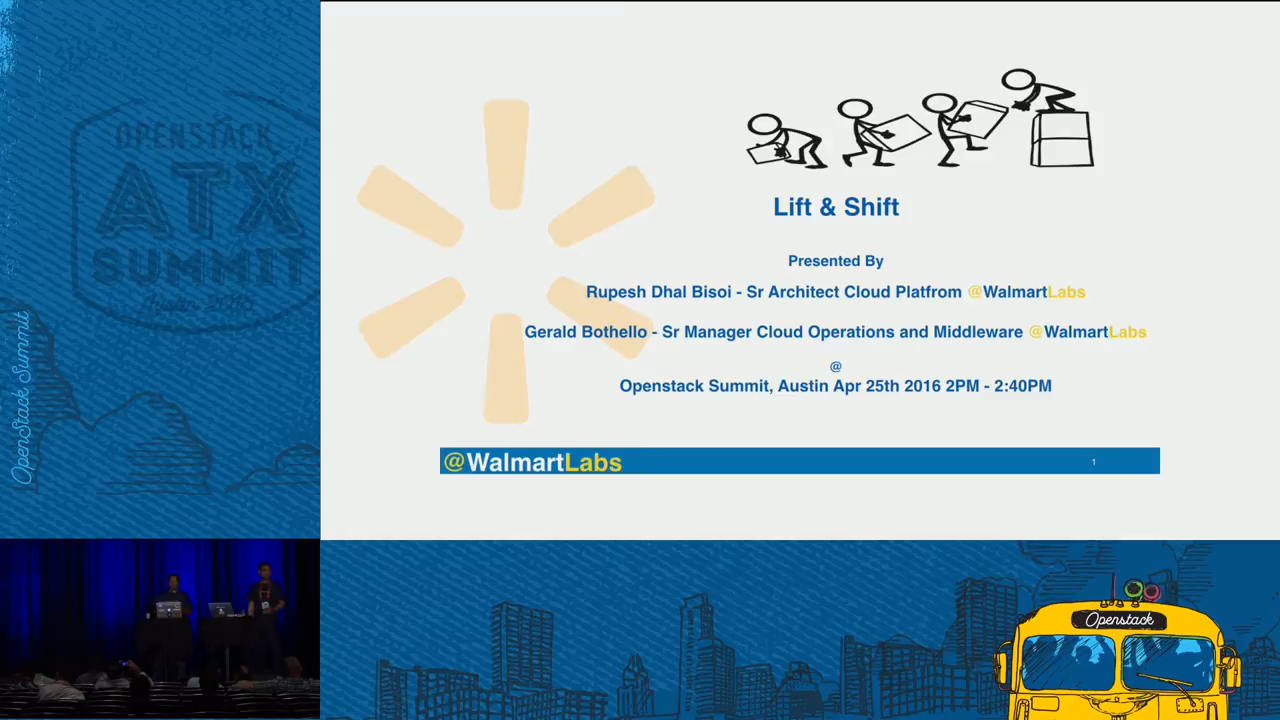 OPENSTACK
ATX
SUMMIT
Austin 2016
OpenStack Summit
Lift & Shift
Presented By
Rupesh Dhal Bisoi - Sr Architect Cloud Platfrom @WalmartLabs
Gerald Bothello - Sr Manager Cloud Operations and Middleware @WalmartLabs
@
Openstack Summit, Austin Apr 25th 2016 2PM - 2:40PM
@WalmartLabs
1
Openstack